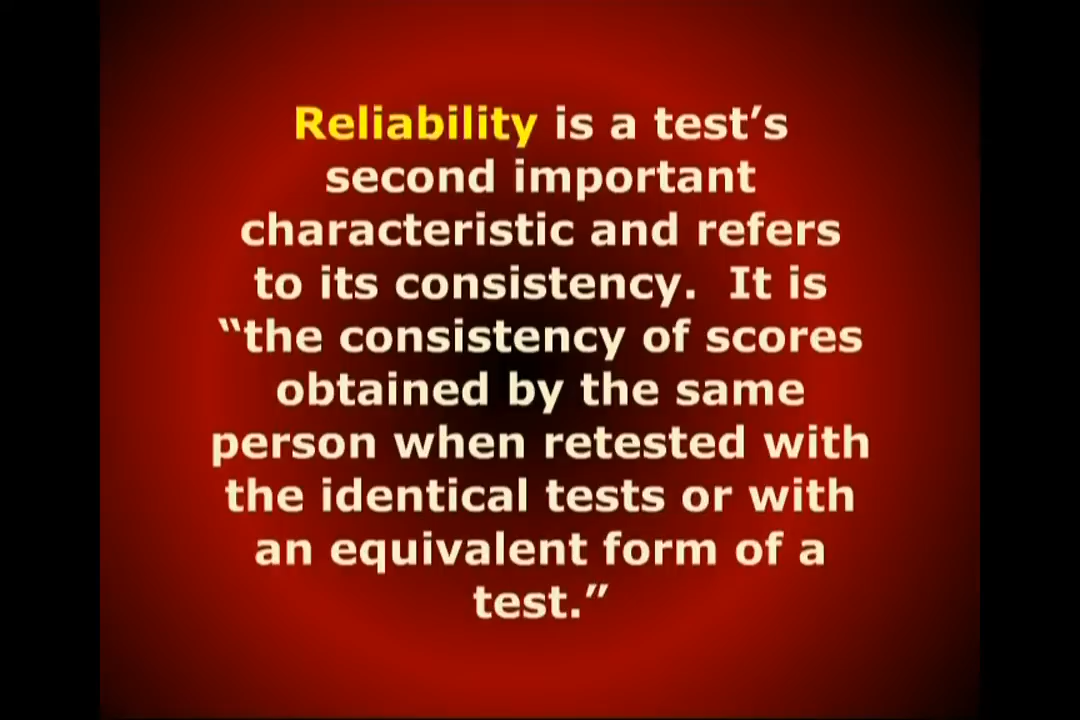 Reliability is a test’s
second important
characteristic and refers
to its consistency.  It is
“the consistency of scores
obtained by the same
person when retested with
the identical tests or with
an equivalent form of a
test.”